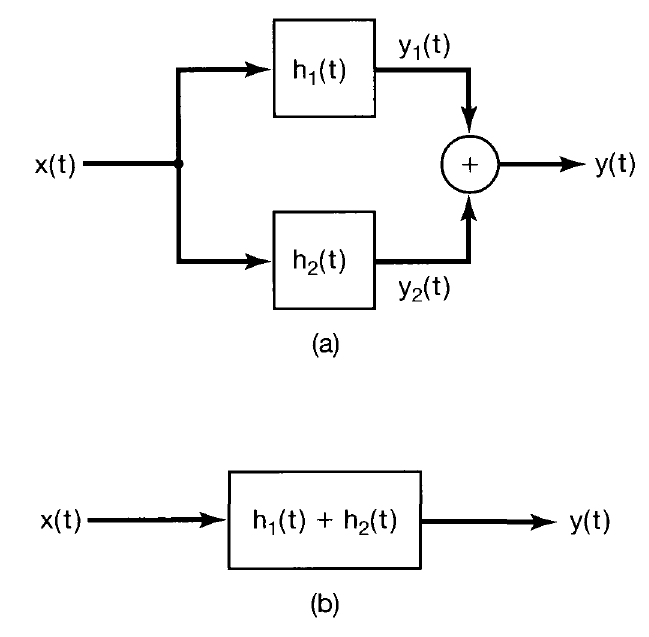 y₁(t)
h₁(t)
x(t)
+
y(t)
h₂(t)
y₂(t)
(a)
x(t)
h₁(t) + h₂(t)
y(t)
(b)